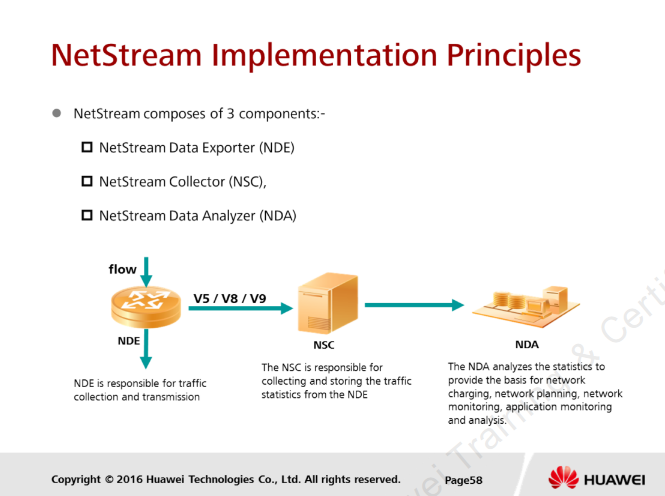 NetStream Implementation Principles
NetStream composes of 3 components:-
NetStream Data Exporter (NDE)
NetStream Collector (NSC),
NetStream Data Analyzer (NDA)
flow
V5 / V8 / V9
NDE
NSC
NDA
NDE is responsible for traffic
collection and transmission
The NSC is responsible for
collecting and storing the traffic
statistics from the NDE
The NDA analyzes the statistics to
provide the basis for network
charging, network planning, network
monitoring, application monitoring
and analysis.
Copyright © 2016 Huawei Technologies Co., Ltd. All rights reserved.
Page58
HUAWEI